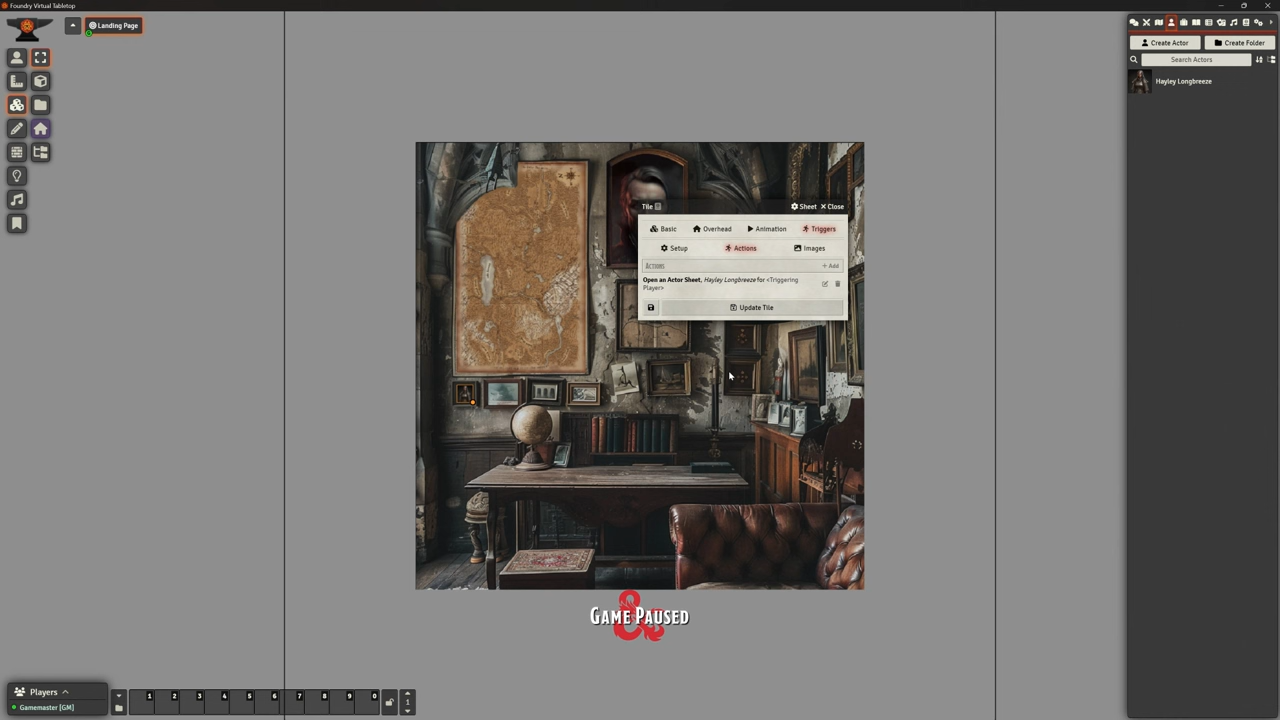 Foundry Virtual Tabletop
Landing Page
Create Actor
Create Folder
Search Actors
Hayley Longbreeze
Tile
Sheet
Close
Basic
Overhead
Animation
Triggers
Setup
Actions
Images
Actions
+ Add
Open an Actor Sheet, Hayley Longbreeze for <Triggering
Player>
Update Tile
Game Paused
Players
Gamemaster [GM]
1
2
3
4
5
6
7
8
9
0
1